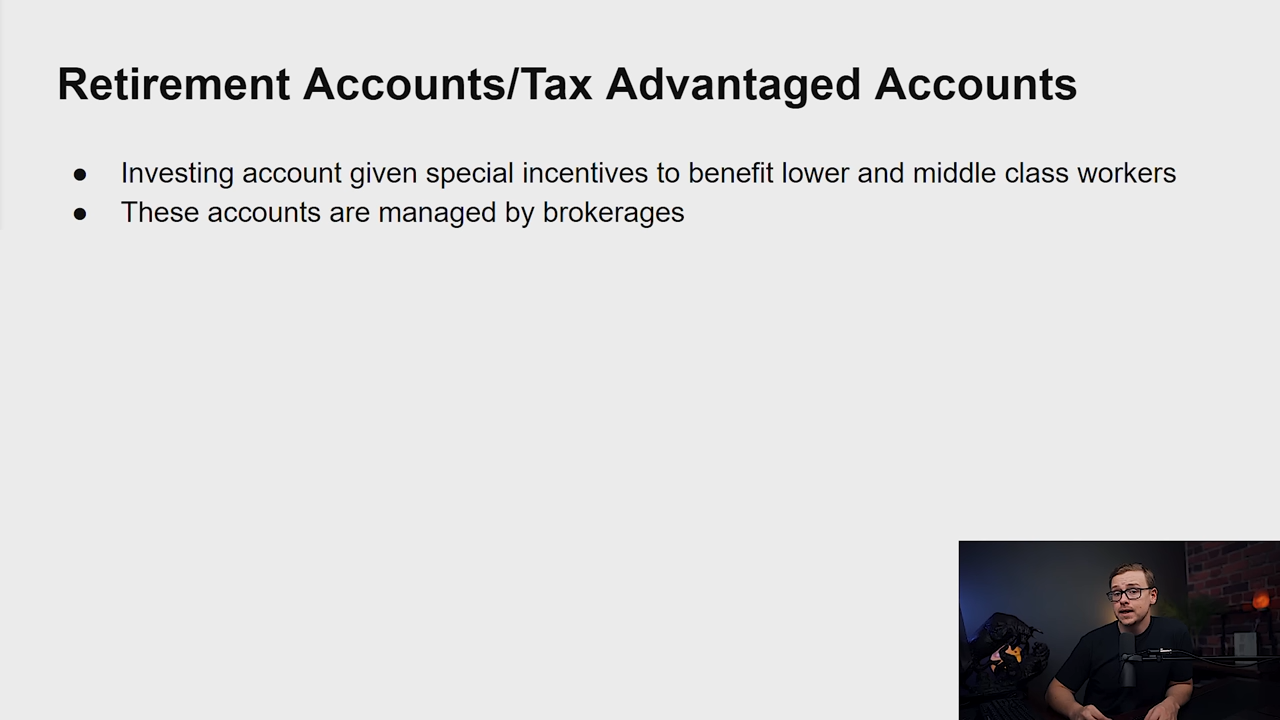 Retirement Accounts/Tax Advantaged Accounts
● Investing account given special incentives to benefit lower and middle class workers
● These accounts are managed by brokerages